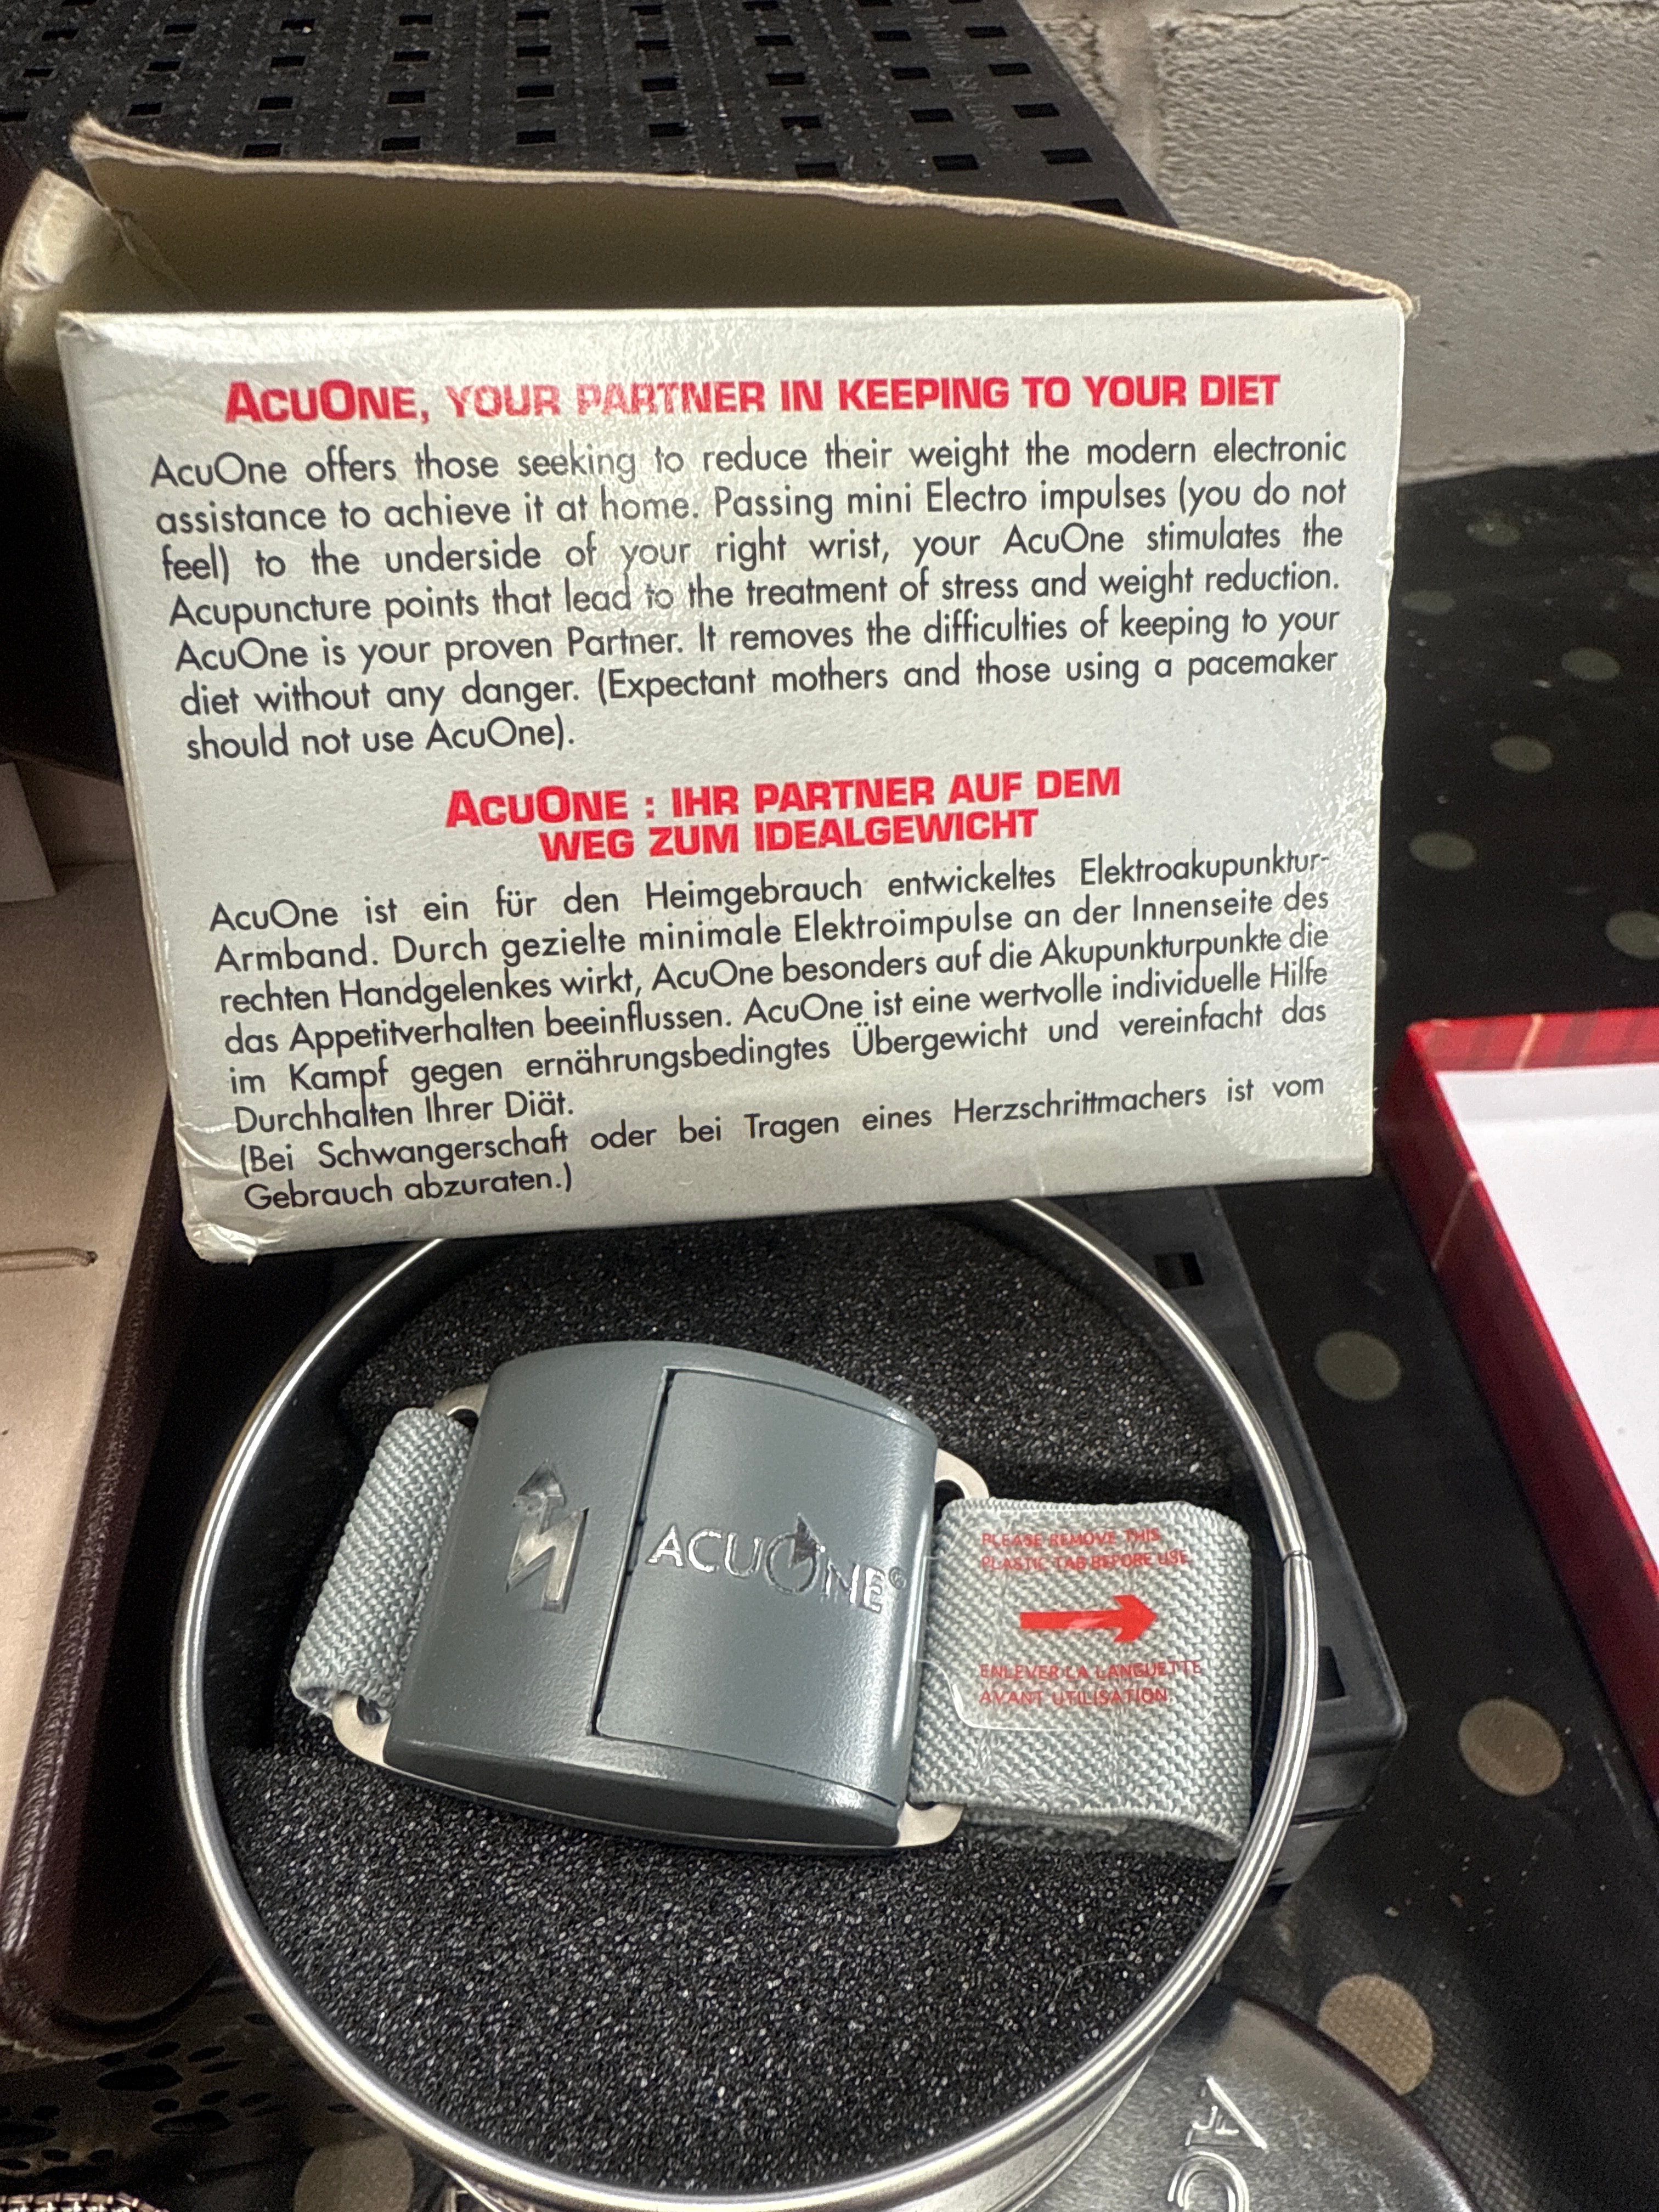 ACUONE, YOUR PARTNER IN KEEPING TO YOUR DIET
AcuOne offers those seeking to reduce their weight the modern electronic
assistance to achieve it at home. Passing mini Electro impulses (you do not
feel) to the underside of your right wrist, your AcuOne stimulates the
Acupuncture points that lead to the treatment of stress and weight reduction.
AcuOne is your proven Partner. It removes the difficulties of keeping to your
diet without any danger. (Expectant mothers and those using a pacemaker
should not use AcuOne).
ACUONE : IHR PARTNER AUF DEM
WEG ZUM IDEALGEWICHT
AcuOne ist ein für den Heimgebrauch entwickeltes Elektroakupunktur-
Armband. Durch gezielte minimale Elektroimpulse an der Innenseite des
rechten Handgelenkes wirkt, AcuOne besonders auf die Akupunkturpunkte die
das Appetitverhalten beeinflussen. AcuOne ist eine wertvolle individuelle Hilfe
im Kampf gegen ernährungsbedingtes Übergewicht und vereinfacht das
Durchhalten Ihrer Diät.
(Bei Schwangerschaft oder bei Tragen eines Herzschrittmachers ist vom
Gebrauch abzuraten.)
ACUONE®
PLEASE REMOVE THIS
PLASTIC TAB BEFORE USE
ENLEVER LA LANGUETTE
AVANT UTILISATION